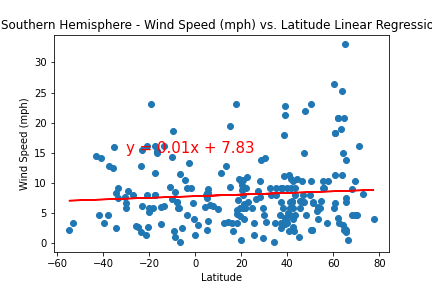 Southern Hemisphere - Wind Speed (mph) vs. Latitude Linear Regressio
30
25
20
15
10
5
0
Wind Speed (mph)
y = 0.01x + 7.83
−60 −40 −20 0 20 40 60 80
Latitude